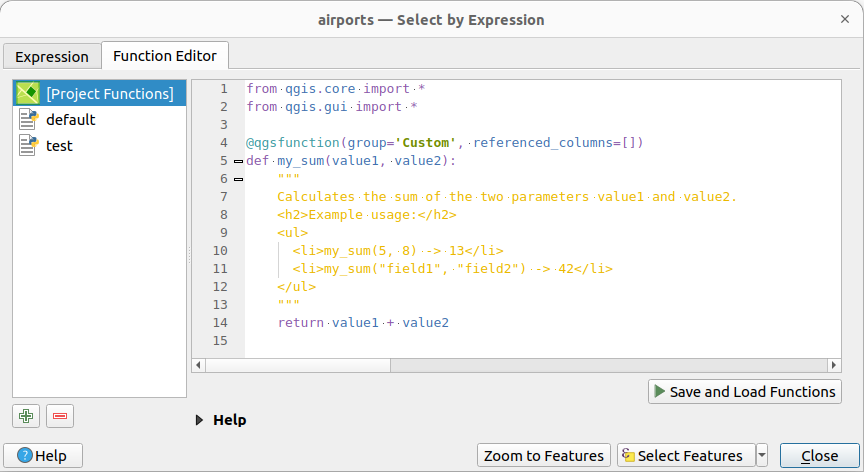 airports — Select by Expression
Expression
Function Editor
[Project Functions]
default
test
1 from qgis.core import *
2 from qgis.gui import *
3
4 @qgsfunction(group='Custom', referenced_columns=[])
5 def my_sum(value1, value2):
6     """
7     Calculates the sum of the two parameters value1 and value2.
8     <h2>Example usage:</h2>
9     <ul>
10       <li>my_sum(5, 8) -> 13</li>
11       <li>my_sum("field1", "field2") -> 42</li>
12     </ul>
13     """
14     return value1 + value2
15
Save and Load Functions
Help
Help
Zoom to Features
Select Features
Close